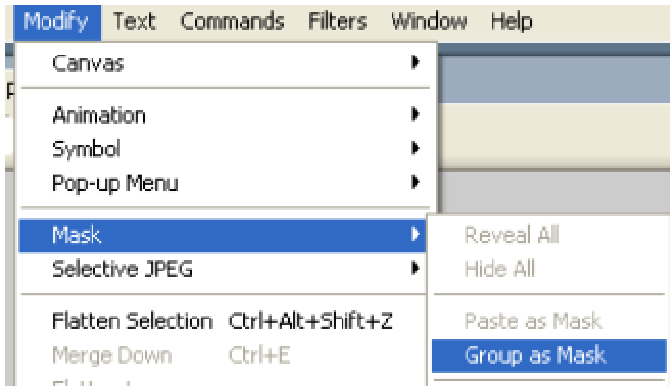 Modify Text Commands Filters Window Help
Canvas
Animation
Symbol
Pop-up Menu
Mask
Selective JPEG
Flatten Selection Ctrl+Alt+Shift+Z
Merge Down Ctrl+E
Reveal All
Hide All
Paste as Mask
Group as Mask